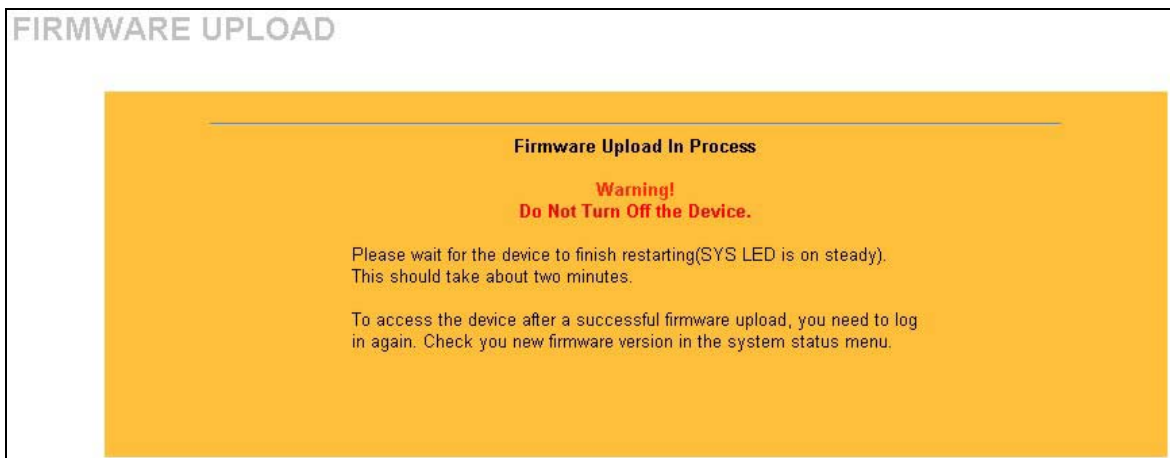 FIRMWARE UPLOAD
Firmware Upload In Process
Warning!
Do Not Turn Off the Device.
Please wait for the device to finish restarting(SYS LED is on steady).
This should take about two minutes.
To access the device after a successful firmware upload, you need to log
in again. Check you new firmware version in the system status menu.